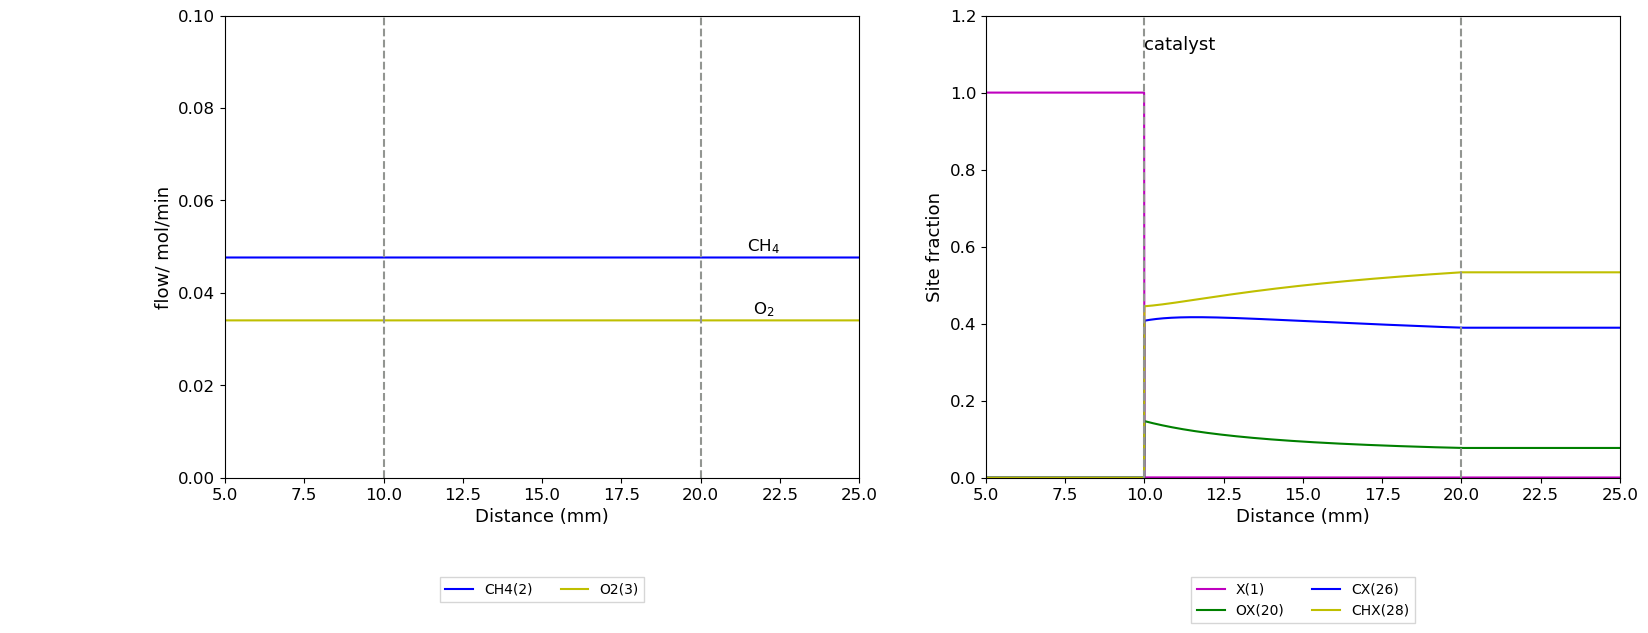 0.10
0.08
0.06
0.04
0.02
0.00
flow/ mol/min
CH4
O2
5.0 7.5 10.0 12.5 15.0 17.5 20.0 22.5 25.0
Distance (mm)
CH4(2) O2(3)
1.2
1.0
0.8
0.6
0.4
0.2
0.0
Site fraction
catalyst
5.0 7.5 10.0 12.5 15.0 17.5 20.0 22.5 25.0
Distance (mm)
X(1) CX(26)
OX(20) CHX(28)